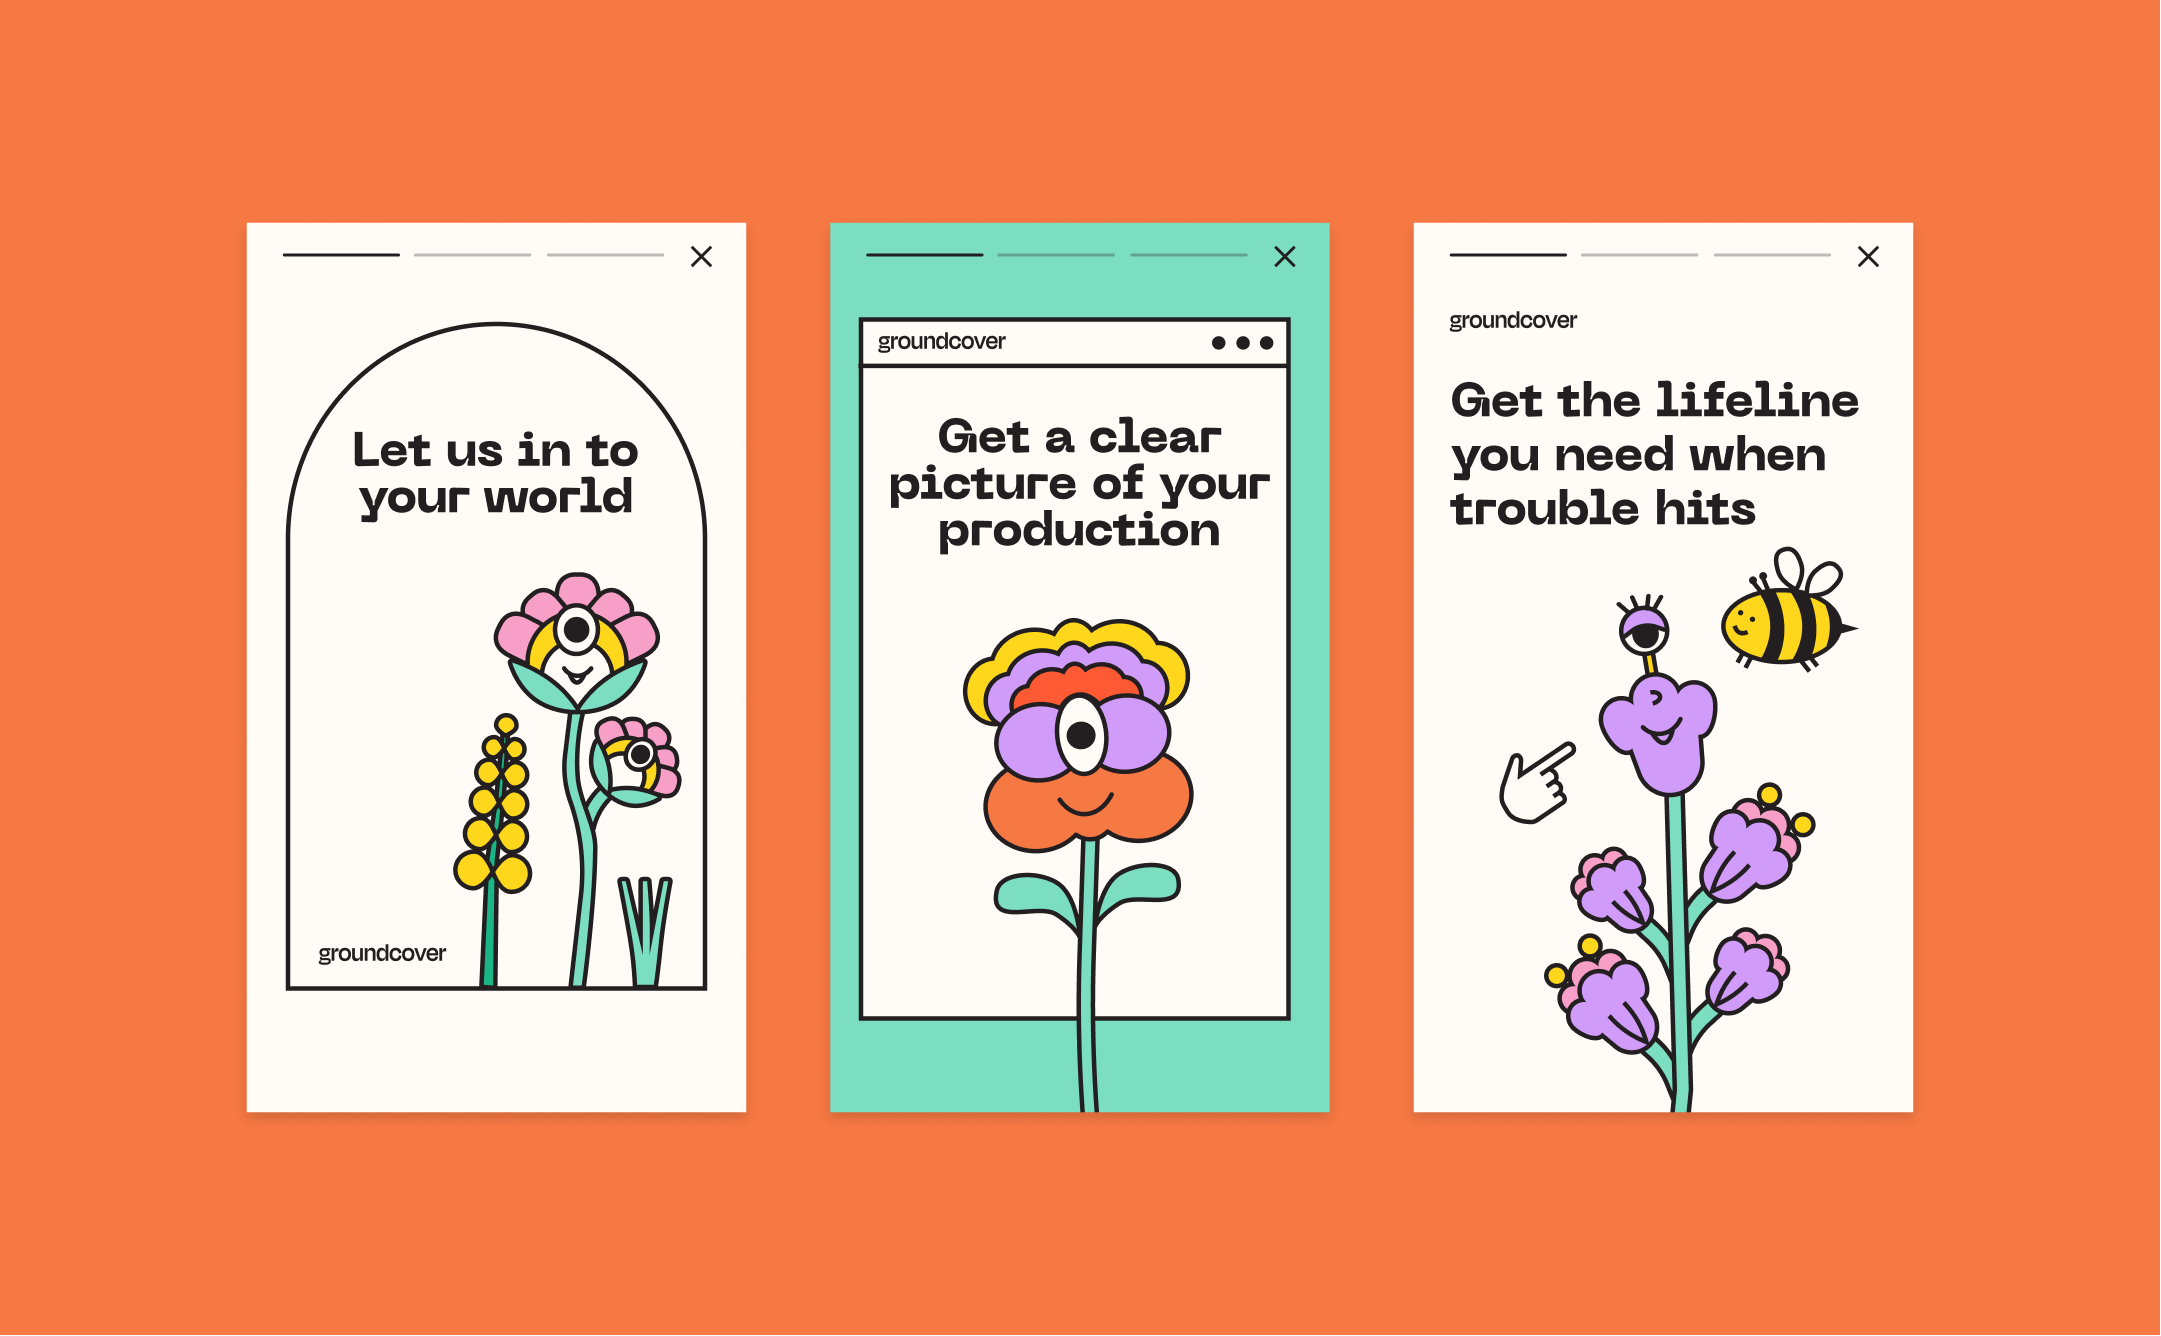 Let us in to
your world
groundcover
groundcover
Get a clear
picture of your
production
groundcover
Get the lifeline
you need when
trouble hits